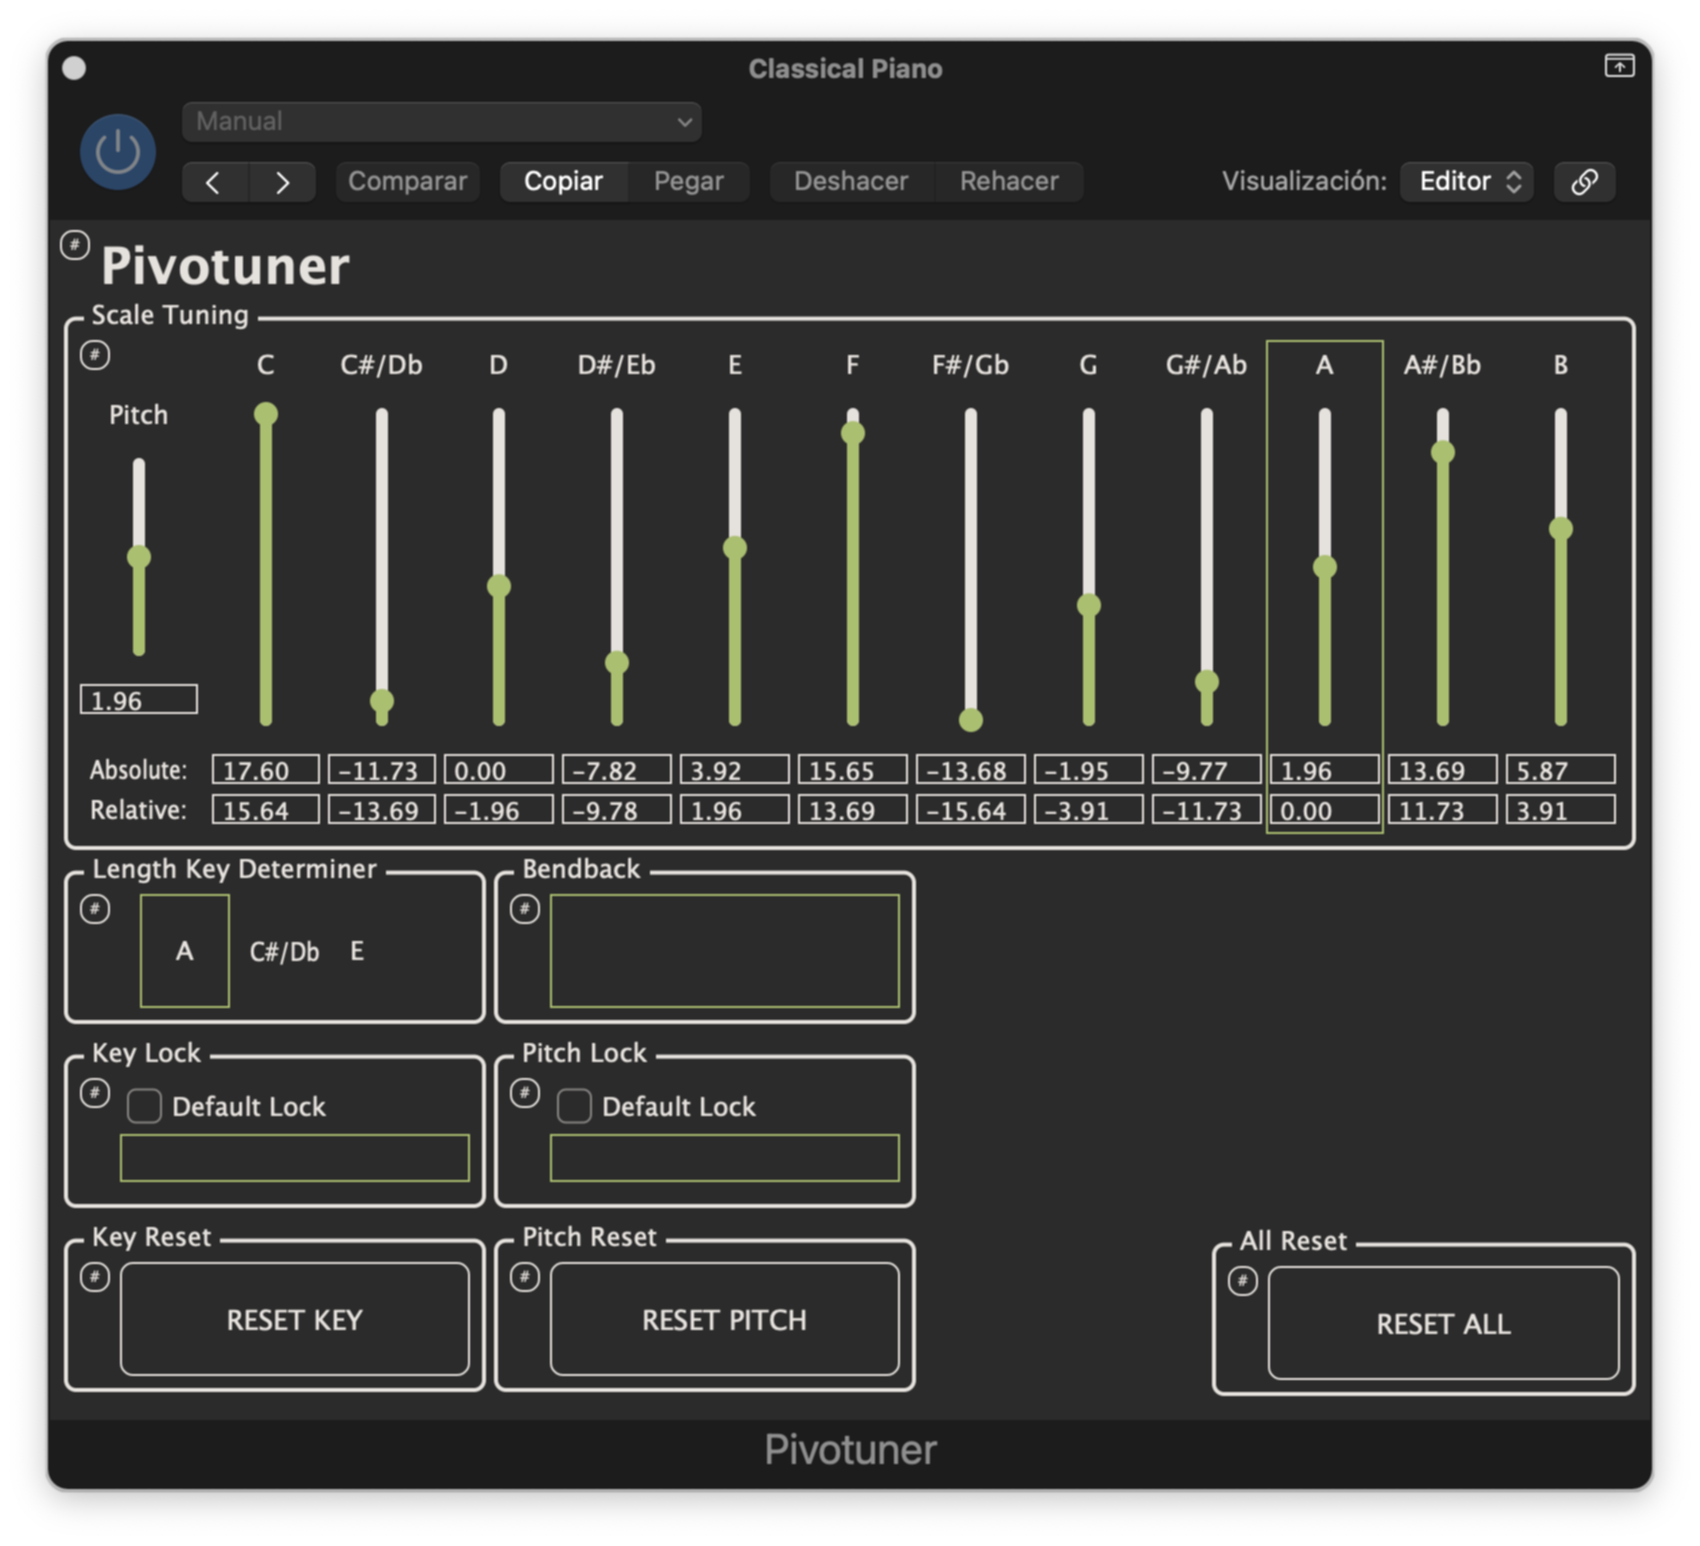 Classical Piano
Manual
Comparar Copiar Pegar Deshacer Rehacer Visualización: Editor
# Pivotuner
Scale Tuning
# C C#/Db D D#/Eb E F F#/Gb G G#/Ab A A#/Bb B
Pitch
1.96
Absolute: 17.60 -11.73 0.00 -7.82 3.92 15.65 -13.68 -1.95 -9.77 1.96 13.69 5.87
Relative: 15.64 -13.69 -1.96 -9.78 1.96 13.69 -15.64 -3.91 -11.73 0.00 11.73 3.91
Length Key Determiner
# A C#/Db E
Bendback
#
Key Lock
# Default Lock
Pitch Lock
# Default Lock
Key Reset
# RESET KEY
Pitch Reset
# RESET PITCH
All Reset
# RESET ALL
Pivotuner